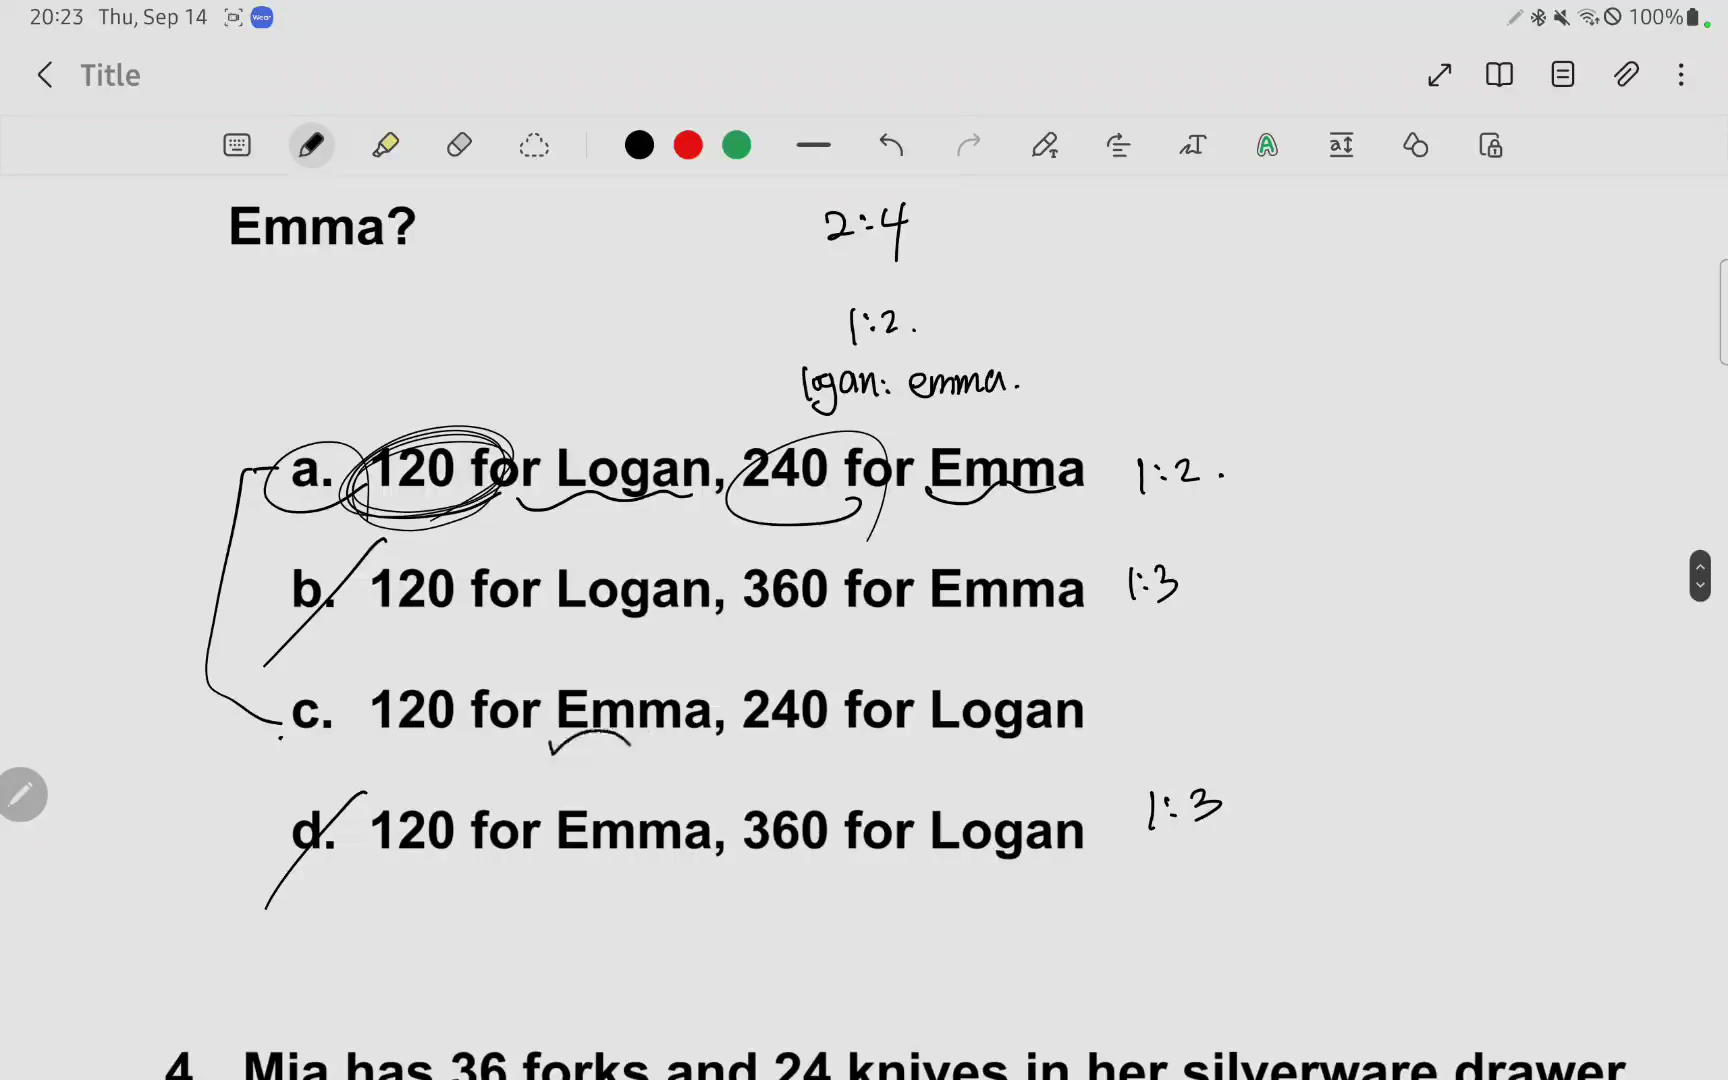 20:23 Thu, Sep 14 Wear 100%
Title
Emma?
2:4
1:2.
logan: emma.
a. 120 for Logan, 240 for Emma 1:2.
b. 120 for Logan, 360 for Emma 1:3
c. 120 for Emma, 240 for Logan
d. 120 for Emma, 360 for Logan 1:3
4. Mia has 36 forks and 24 knives in her silverware drawer